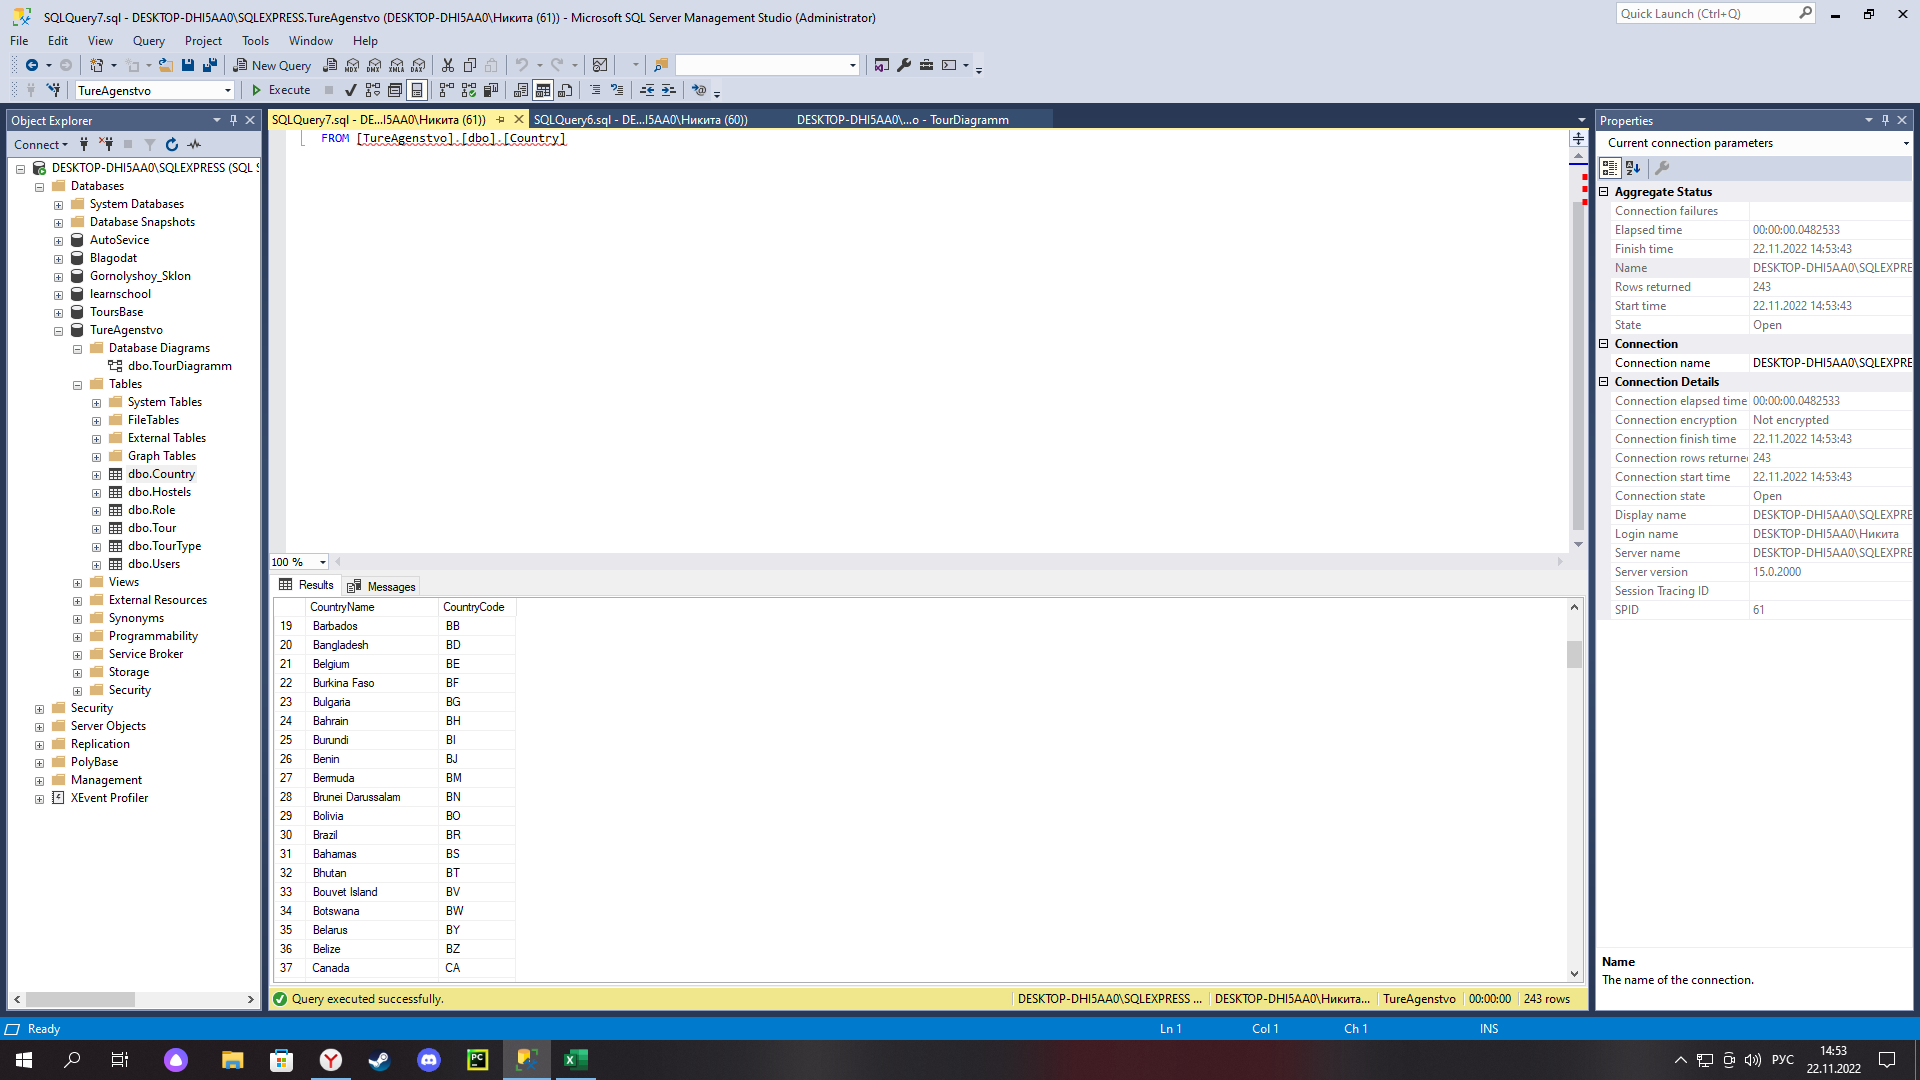 SQLQuery7.sql - DESKTOP-DHI5AA0\SQLEXPRESS.TureAgenstvo (DESKTOP-DHI5AA0\Никита (61)) - Microsoft SQL Server Management Studio (Administrator)
Quick Launch (Ctrl+Q)
File Edit View Query Project Tools Window Help
New Query
MDX DMX XMLA DAX
TureAgenstvo
Execute
Object Explorer
Connect
DESKTOP-DHI5AA0\SQLEXPRESS (SQL S
Databases
System Databases
Database Snapshots
AutoSevice
Blagodat
Gornolyshoy_Sklon
learnschool
ToursBase
TureAgenstvo
Database Diagrams
dbo.TourDiagramm
Tables
System Tables
FileTables
External Tables
Graph Tables
dbo.Country
dbo.Hostels
dbo.Role
dbo.Tour
dbo.TourType
dbo.Users
Views
External Resources
Synonyms
Programmability
Service Broker
Storage
Security
Security
Server Objects
Replication
PolyBase
Management
XEvent Profiler
SQLQuery7.sql - DE...I5AA0\Никита (61))
SQLQuery6.sql - DE...I5AA0\Никита (60))
DESKTOP-DHI5AA0\...o - TourDiagramm
FROM [TureAgenstvo].[dbo].[Country]
100 %
Results
Messages
CountryName CountryCode
19 Barbados BB
20 Bangladesh BD
21 Belgium BE
22 Burkina Faso BF
23 Bulgaria BG
24 Bahrain BH
25 Burundi BI
26 Benin BJ
27 Bermuda BM
28 Brunei Darussalam BN
29 Bolivia BO
30 Brazil BR
31 Bahamas BS
32 Bhutan BT
33 Bouvet Island BV
34 Botswana BW
35 Belarus BY
36 Belize BZ
37 Canada CA
Query executed successfully.
DESKTOP-DHI5AA0\SQLEXPRESS ...
DESKTOP-DHI5AA0\Никита...
TureAgenstvo
00:00:00
243 rows
Properties
Current connection parameters
Aggregate Status
Connection failures
Elapsed time 00:00:00.0482533
Finish time 22.11.2022 14:53:43
Name DESKTOP-DHI5AA0\SQLEXPRE
Rows returned 243
Start time 22.11.2022 14:53:43
State Open
Connection
Connection name DESKTOP-DHI5AA0\SQLEXPRE
Connection Details
Connection elapsed time 00:00:00.0482533
Connection encryption Not encrypted
Connection finish time 22.11.2022 14:53:43
Connection rows returned 243
Connection start time 22.11.2022 14:53:43
Connection state Open
Display name DESKTOP-DHI5AA0\SQLEXPRE
Login name DESKTOP-DHI5AA0\Никита
Server name DESKTOP-DHI5AA0\SQLEXPRE
Server version 15.0.2000
Session Tracing ID
SPID 61
Name
The name of the connection.
Ready
Ln 1
Col 1
Ch 1
INS
РУС
14:53
22.11.2022